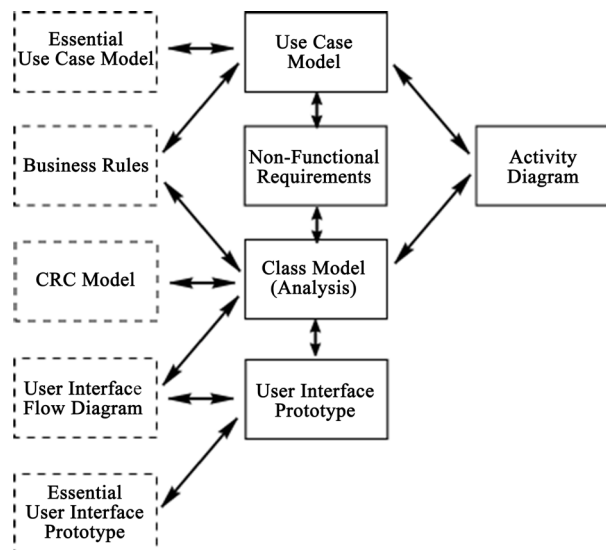 Essential
Use Case Model
Use Case
Model
Business Rules
Non-Functional
Requirements
Activity
Diagram
CRC Model
Class Model
(Analysis)
User Interface
Flow Diagram
User Interface
Prototype
Essential
User Interface
Prototype